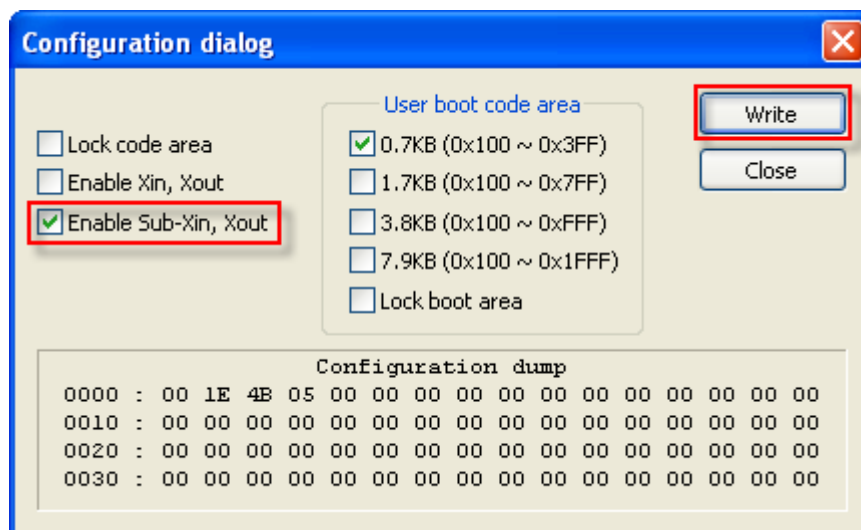 Configuration dialog
User boot code area
Write
Lock code area
0.7KB (0x100 ~ 0x3FF)
Enable Xin, Xout
1.7KB (0x100 ~ 0x7FF)
Close
Enable Sub-Xin, Xout
3.8KB (0x100 ~ 0xFFF)
7.9KB (0x100 ~ 0x1FFF)
Lock boot area
Configuration dump
0000 : 00 1E 4B 05 00 00 00 00 00 00 00 00 00 00 00 00
0010 : 00 00 00 00 00 00 00 00 00 00 00 00 00 00 00 00
0020 : 00 00 00 00 00 00 00 00 00 00 00 00 00 00 00 00
0030 : 00 00 00 00 00 00 00 00 00 00 00 00 00 00 00 00